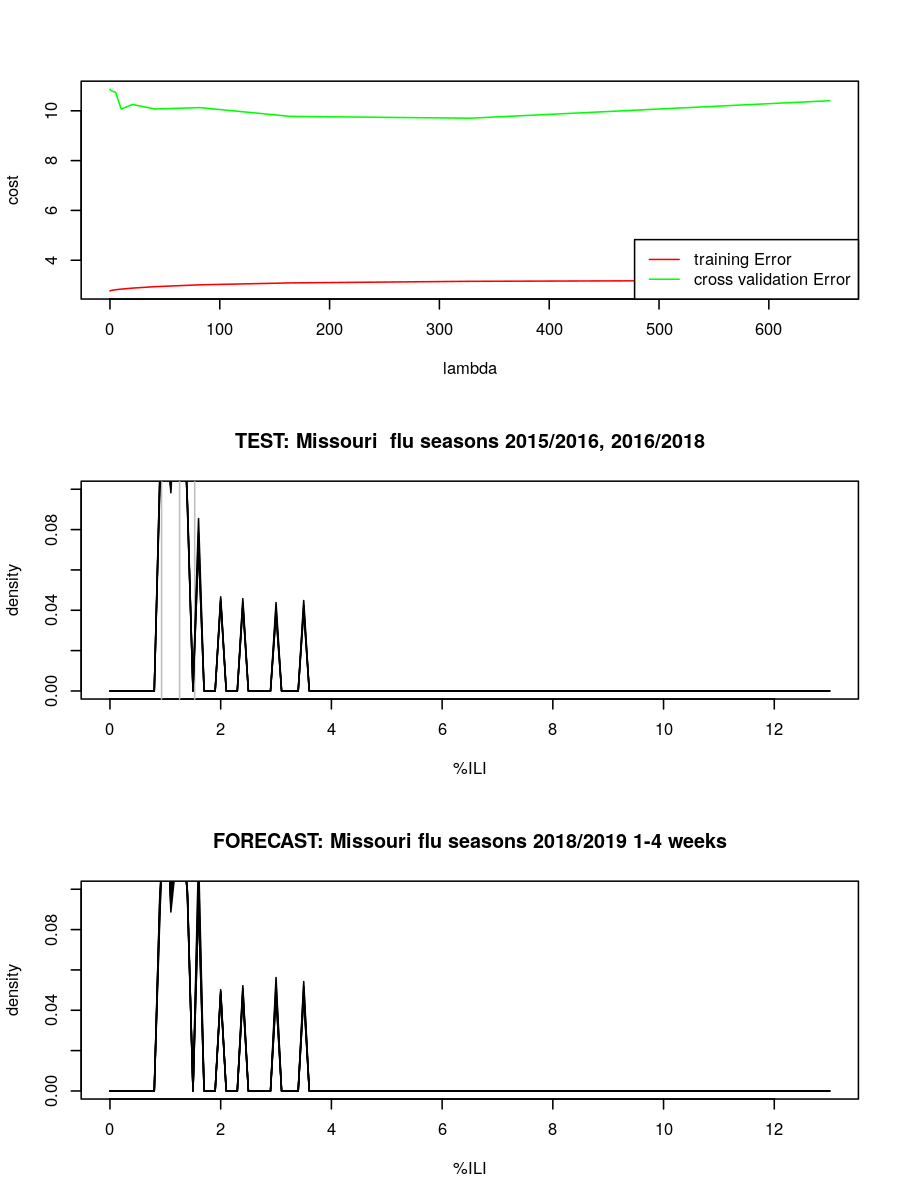 10
8
6
4
cost
training Error
cross validation Error
0 100 200 300 400 500 600
lambda
TEST: Missouri  flu seasons 2015/2016, 2016/2018
0.08
0.04
0.00
density
0 2 4 6 8 10 12
%ILI
FORECAST: Missouri flu seasons 2018/2019 1-4 weeks
0.08
0.04
0.00
density
0 2 4 6 8 10 12
%ILI